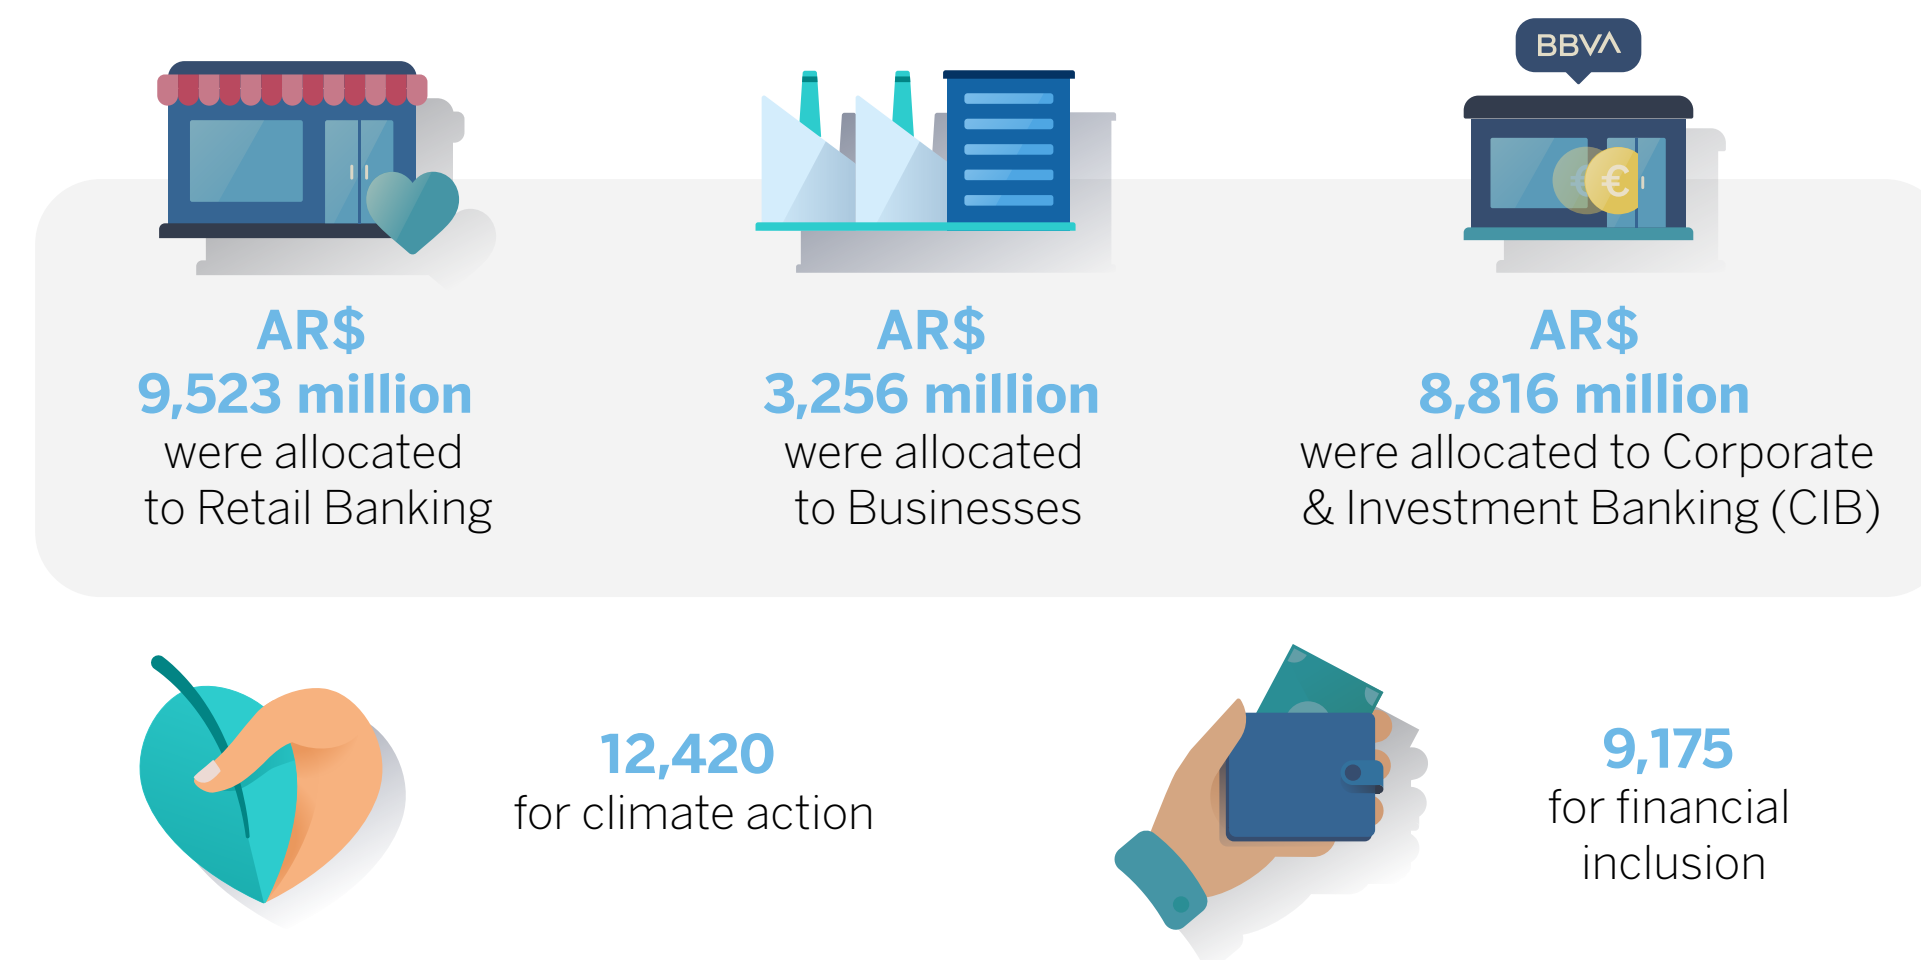 BBVA
AR$
9,523 million
were allocated
to Retail Banking
AR$
3,256 million
were allocated
to Businesses
AR$
8,816 million
were allocated to Corporate
& Investment Banking (CIB)
12,420
for climate action
9,175
for financial
inclusion